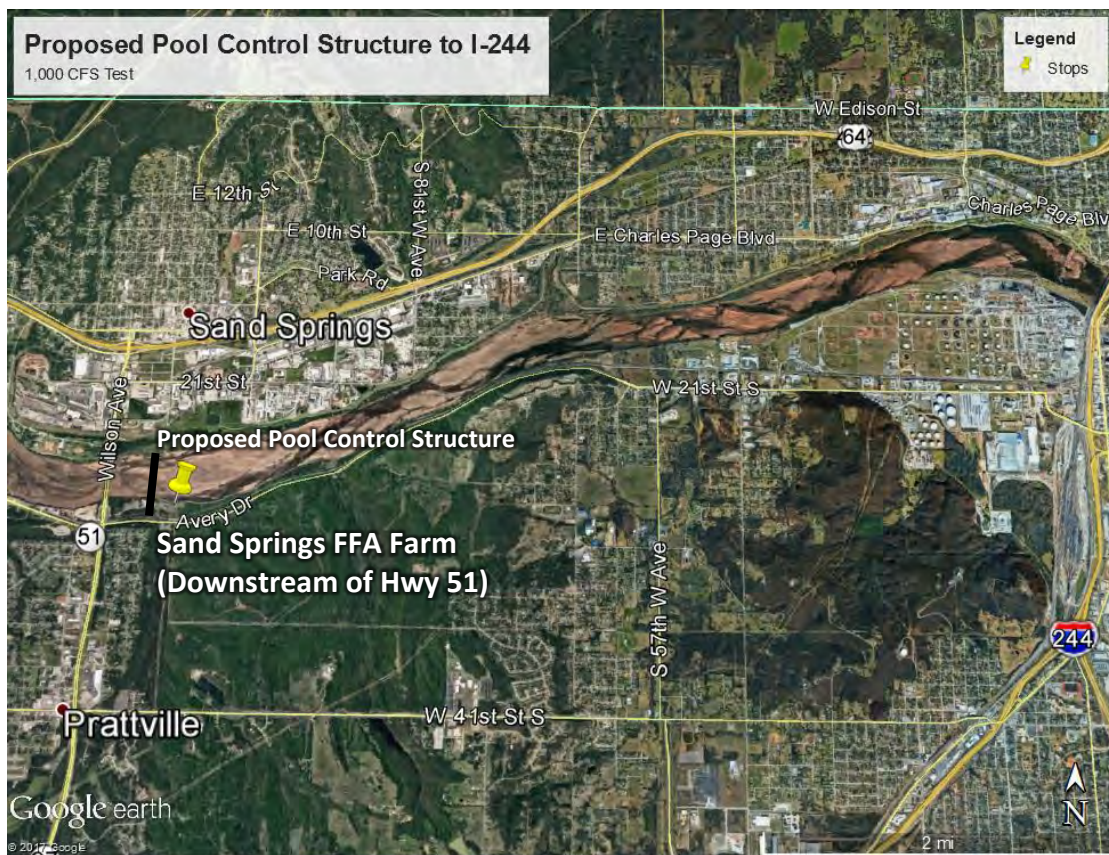 Proposed Pool Control Structure to I-244
1,000 CFS Test
Legend
Stops
W Edison St
64
E 12th St
S 81st W Ave
Charles Page Blv
E 10th St
E Charles Page Blvd
Park Rd
Sand Springs
21st St
W 21st St S
Wilson Ave
Proposed Pool Control Structure
Avery Dr
51
Sand Springs FFA Farm
(Downstream of Hwy 51)
S 57th W Ave
244
Prattville
W 41st St S
N
Google earth
© 2017 Google
2 mi